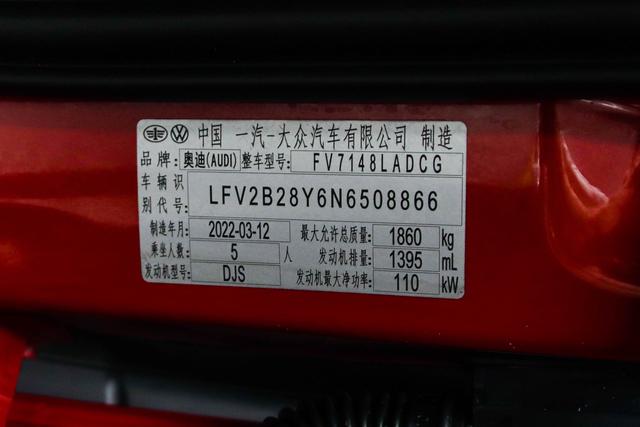 中国 一汽-大众汽车有限公司 制造
品牌: 奥迪(AUDI) 整车型号: FV7148LADCG
车辆识别代号: LFV2B28Y6N6508866
制造年月: 2022-03-12 最大允许总质量: 1860 kg
乘坐人数: 5 人 发动机排量: 1395 mL
发动机型号: DJS 发动机最大净功率: 110 kW